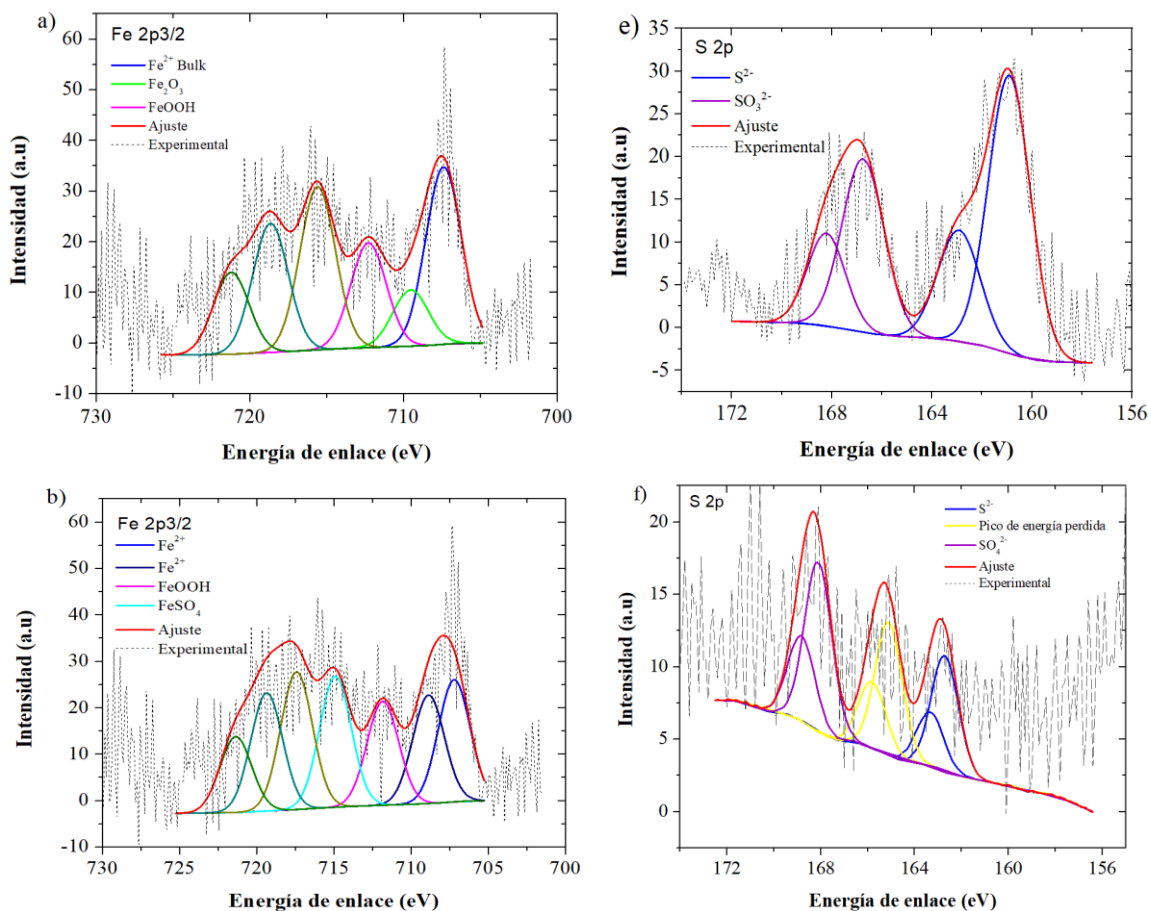 a)
Fe 2p3/2
Fe²⁺ Bulk
Fe₂O₃
FeOOH
Ajuste
Experimental
Intensidad (a.u)
60
50
40
30
20
10
0
-10
730
720
710
700
Energía de enlace (eV)
e)
S 2p
S²⁻
SO₃²⁻
Ajuste
Experimental
Intensidad (a.u)
35
30
25
20
15
10
5
0
-5
172
168
164
160
156
Energía de enlace (eV)
b)
Fe 2p3/2
Fe²⁺
Fe²⁺
FeOOH
FeSO₄
Ajuste
Experimental
Intensidad (a.u)
60
50
40
30
20
10
0
-10
730
725
720
715
710
705
700
Energía de enlace (eV)
f)
S 2p
S²⁻
Pico de energía perdida
SO₄²⁻
Ajuste
Experimental
Intensidad (a.u)
20
15
10
5
0
172
168
164
160
156
Energía de enlace (eV)